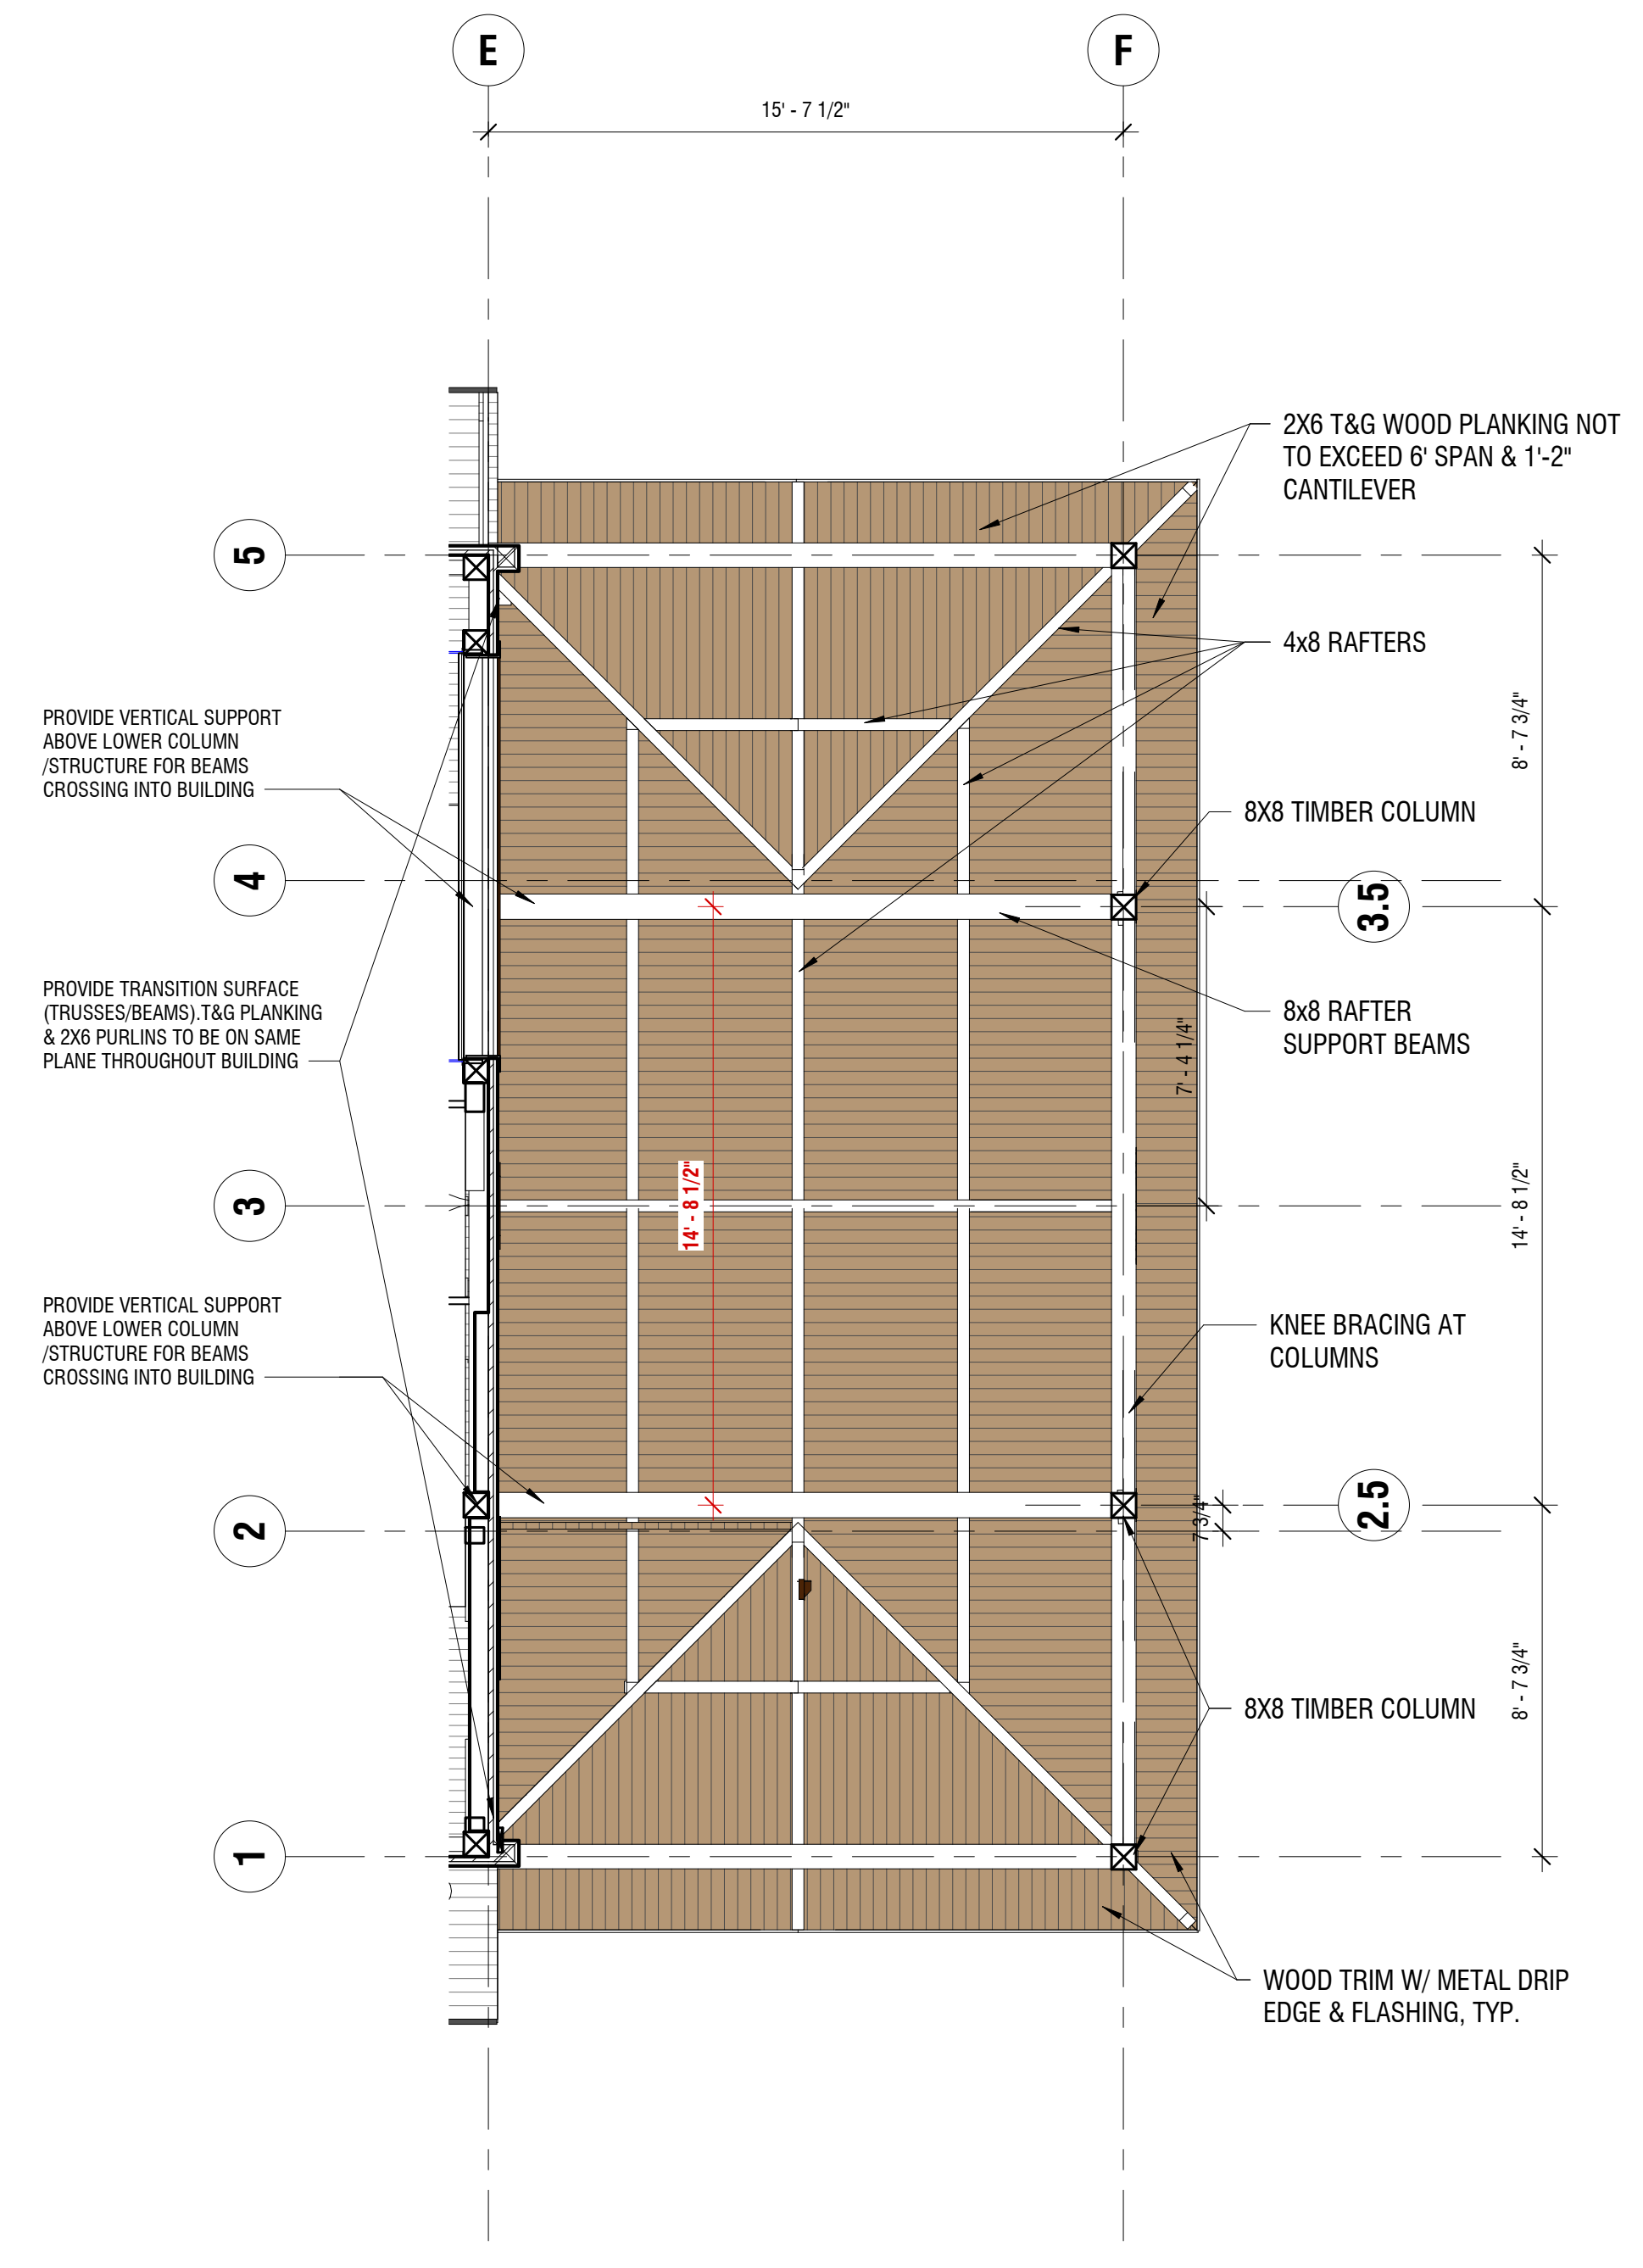 E
F
15' - 7 1/2"
2X6 T&G WOOD PLANKING NOT
TO EXCEED 6' SPAN & 1'-2"
CANTILEVER
5
4x8 RAFTERS
8' - 7 3/4"
PROVIDE VERTICAL SUPPORT
ABOVE LOWER COLUMN
/STRUCTURE FOR BEAMS
CROSSING INTO BUILDING
8X8 TIMBER COLUMN
4
3.5
PROVIDE TRANSITION SURFACE
(TRUSSES/BEAMS).T&G PLANKING
& 2X6 PURLINS TO BE ON SAME
PLANE THROUGHOUT BUILDING
8x8 RAFTER
SUPPORT BEAMS
7' - 4 1/4"
3
14' - 8 1/2"
14' - 8 1/2"
PROVIDE VERTICAL SUPPORT
ABOVE LOWER COLUMN
/STRUCTURE FOR BEAMS
CROSSING INTO BUILDING
KNEE BRACING AT
COLUMNS
2
7 3/4"
2.5
8X8 TIMBER COLUMN
8' - 7 3/4"
1
WOOD TRIM W/ METAL DRIP
EDGE & FLASHING, TYP.